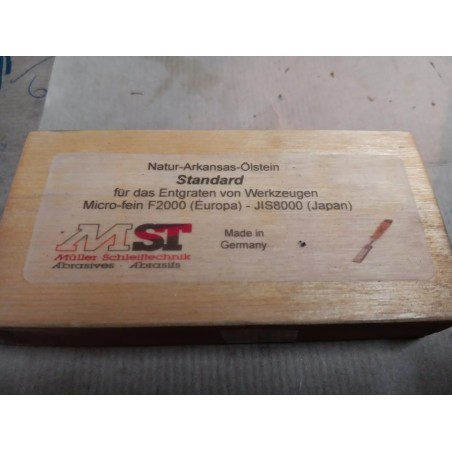 Natur-Arkansas-Ölstein
Standard
für das Entgraten von Werkzeugen
Micro-fein F2000 (Europa) - JIS8000 (Japan)
MST
Müller Schleiftechnik
Abrasives - Abrasifs
Made in
Germany